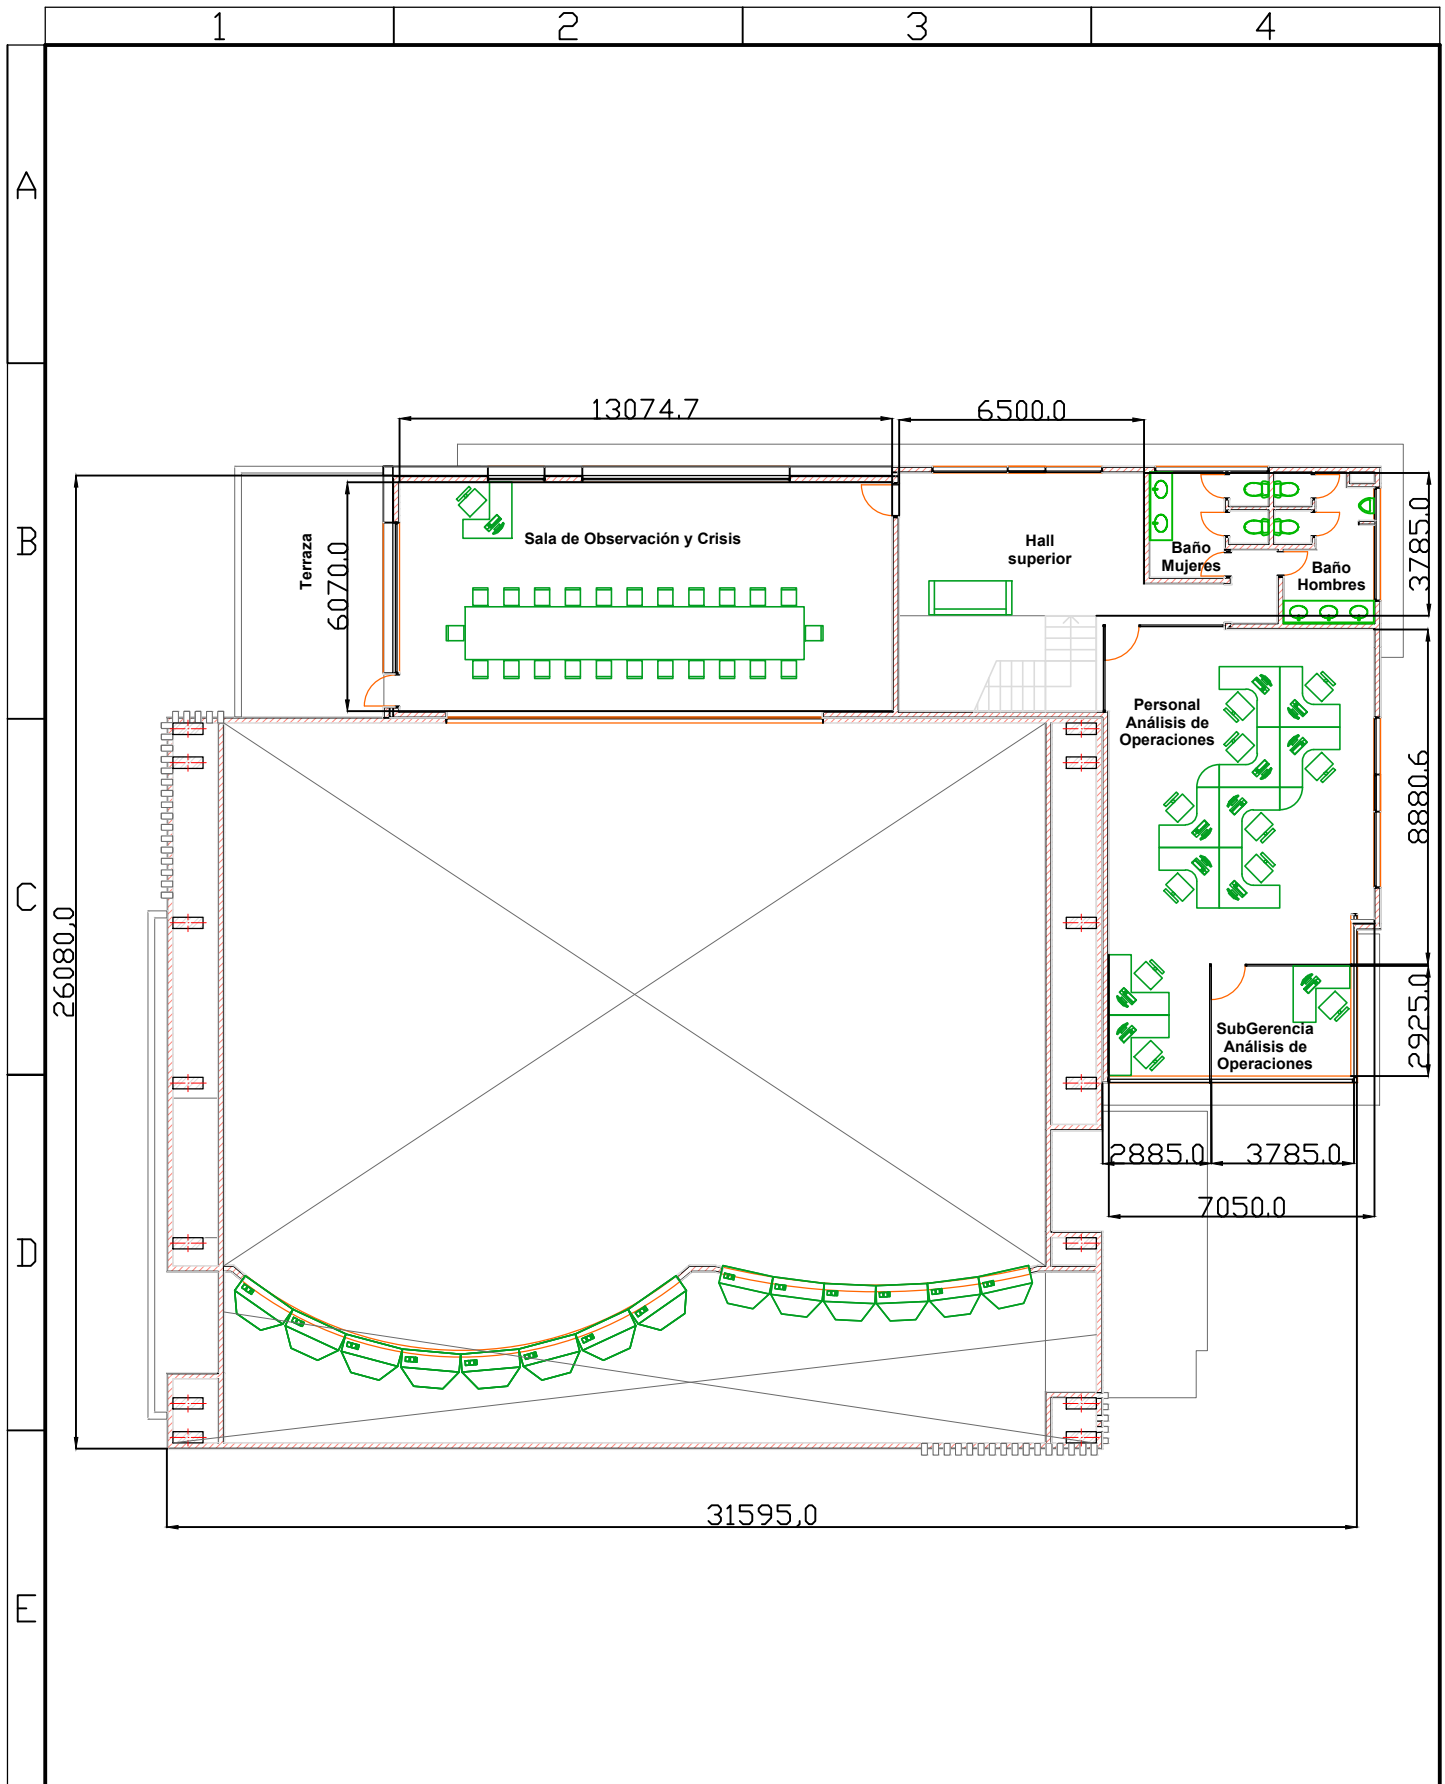 1
2
3
4
A
B
C
D
E
13074.7
6500.0
Terraza
6070.0
Sala de Observación y Crisis
Hall
superior
Baño
Mujeres
Baño
Hombres
3785.0
Personal
Análisis de
Operaciones
8880.6
26080,0
SubGerencia
Análisis de
Operaciones
2925.0
2885.0
3785.0
7050.0
31595,0